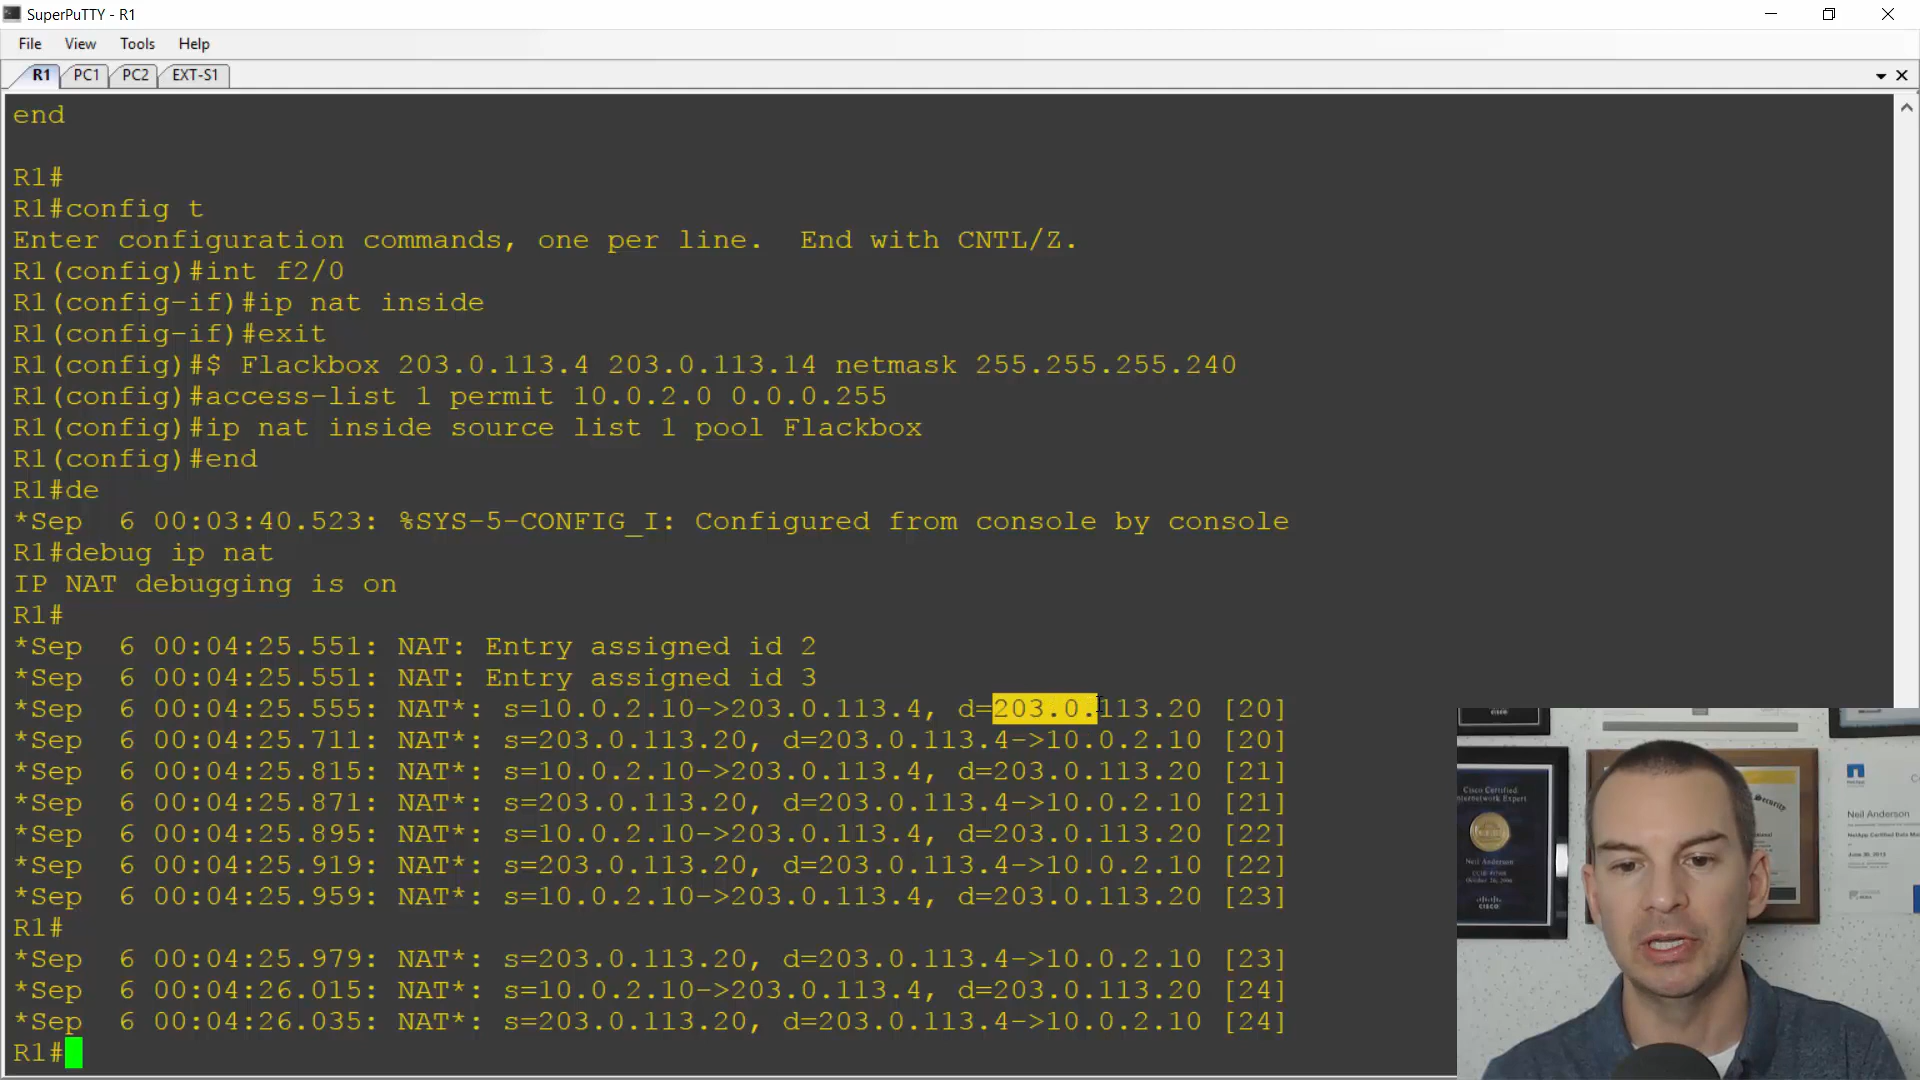 SuperPuTTY - R1
File View Tools Help
R1 PC1 PC2 EXT-S1
end
R1#
R1#config t
Enter configuration commands, one per line.  End with CNTL/Z.
R1(config)#int f2/0
R1(config-if)#ip nat inside
R1(config-if)#exit
R1(config)#$ Flackbox 203.0.113.4 203.0.113.14 netmask 255.255.255.240
R1(config)#access-list 1 permit 10.0.2.0 0.0.0.255
R1(config)#ip nat inside source list 1 pool Flackbox
R1(config)#end
R1#de
*Sep  6 00:03:40.523: %SYS-5-CONFIG_I: Configured from console by console
R1#debug ip nat
IP NAT debugging is on
R1#
*Sep  6 00:04:25.551: NAT: Entry assigned id 2
*Sep  6 00:04:25.551: NAT: Entry assigned id 3
*Sep  6 00:04:25.555: NAT*: s=10.0.2.10->203.0.113.4, d=203.0.113.20 [20]
*Sep  6 00:04:25.711: NAT*: s=203.0.113.20, d=203.0.113.4->10.0.2.10 [20]
*Sep  6 00:04:25.815: NAT*: s=10.0.2.10->203.0.113.4, d=203.0.113.20 [21]
*Sep  6 00:04:25.871: NAT*: s=203.0.113.20, d=203.0.113.4->10.0.2.10 [21]
*Sep  6 00:04:25.895: NAT*: s=10.0.2.10->203.0.113.4, d=203.0.113.20 [22]
*Sep  6 00:04:25.919: NAT*: s=203.0.113.20, d=203.0.113.4->10.0.2.10 [22]
*Sep  6 00:04:25.959: NAT*: s=10.0.2.10->203.0.113.4, d=203.0.113.20 [23]
R1#
*Sep  6 00:04:25.979: NAT*: s=203.0.113.20, d=203.0.113.4->10.0.2.10 [23]
*Sep  6 00:04:26.015: NAT*: s=10.0.2.10->203.0.113.4, d=203.0.113.20 [24]
*Sep  6 00:04:26.035: NAT*: s=203.0.113.20, d=203.0.113.4->10.0.2.10 [24]
R1#
Cisco Certified
Internetwork Expert
Neil Anderson
CISCO
Security
Neil Anderson